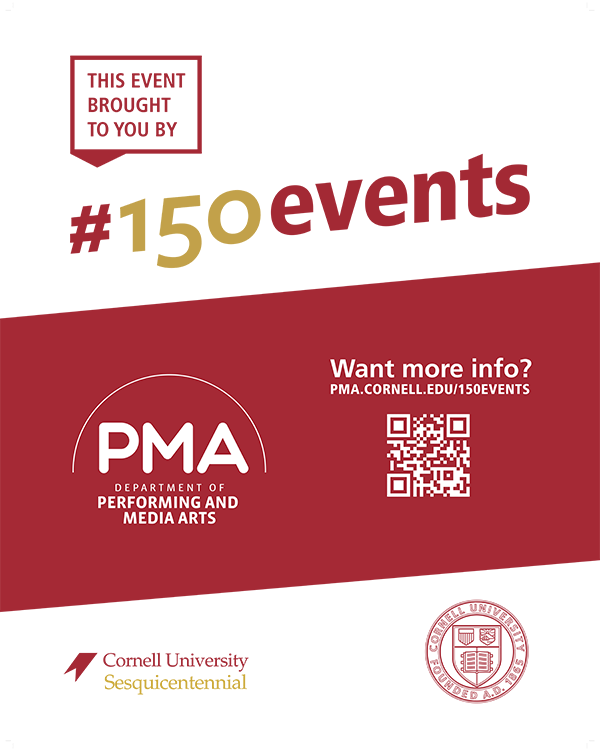 THIS EVENT
BROUGHT
TO YOU BY
#150events
Want more info?
PMA.CORNELL.EDU/150EVENTS
PMA
DEPARTMENT OF
PERFORMING AND
MEDIA ARTS
Cornell University
Sesquicentennial
CORNELL UNIVERSITY
FOUNDED A.D. 1865